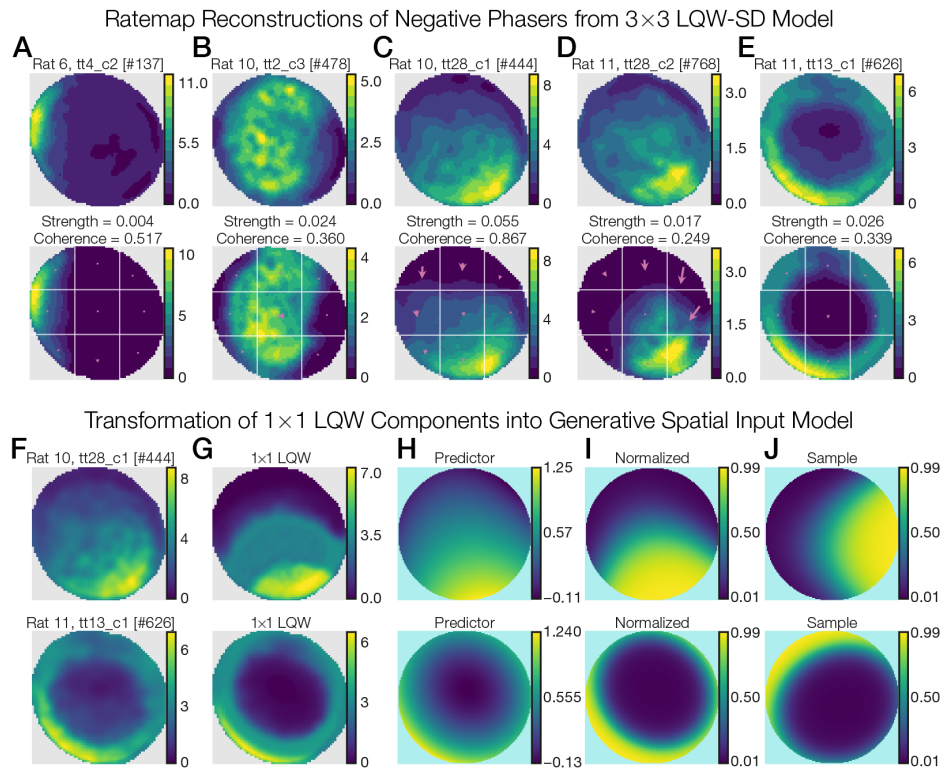 Ratemap Reconstructions of Negative Phasers from 3×3 LQW-SD Model
A B C D E
Rat 6, tt4_c2 [#137] Rat 10, tt2_c3 [#478] Rat 10, tt28_c1 [#444] Rat 11, tt28_c2 [#768] Rat 11, tt13_c1 [#626]
11.0 5.0 8 3.0 6
5.5 2.5 4 1.5 3
0.0 0.0 0 0.0 0
Strength = 0.004 Strength = 0.024 Strength = 0.055 Strength = 0.017 Strength = 0.026
Coherence = 0.517 Coherence = 0.360 Coherence = 0.867 Coherence = 0.249 Coherence = 0.339
10 4 8 3.0 6
5 2 4 1.5 3
0 0 0 0.0 0
Transformation of 1×1 LQW Components into Generative Spatial Input Model
F G H I J
Rat 10, tt28_c1 [#444] 1×1 LQW Predictor Normalized Sample
8 7.0 1.25 0.99 0.99
4 3.5 0.57 0.50 0.50
0 0.0 −0.11 0.01 0.01
Rat 11, tt13_c1 [#626] 1×1 LQW Predictor Normalized Sample
6 6 1.240 0.99 0.99
3 3 0.555 0.50 0.50
0 0 −0.13 0.01 0.01